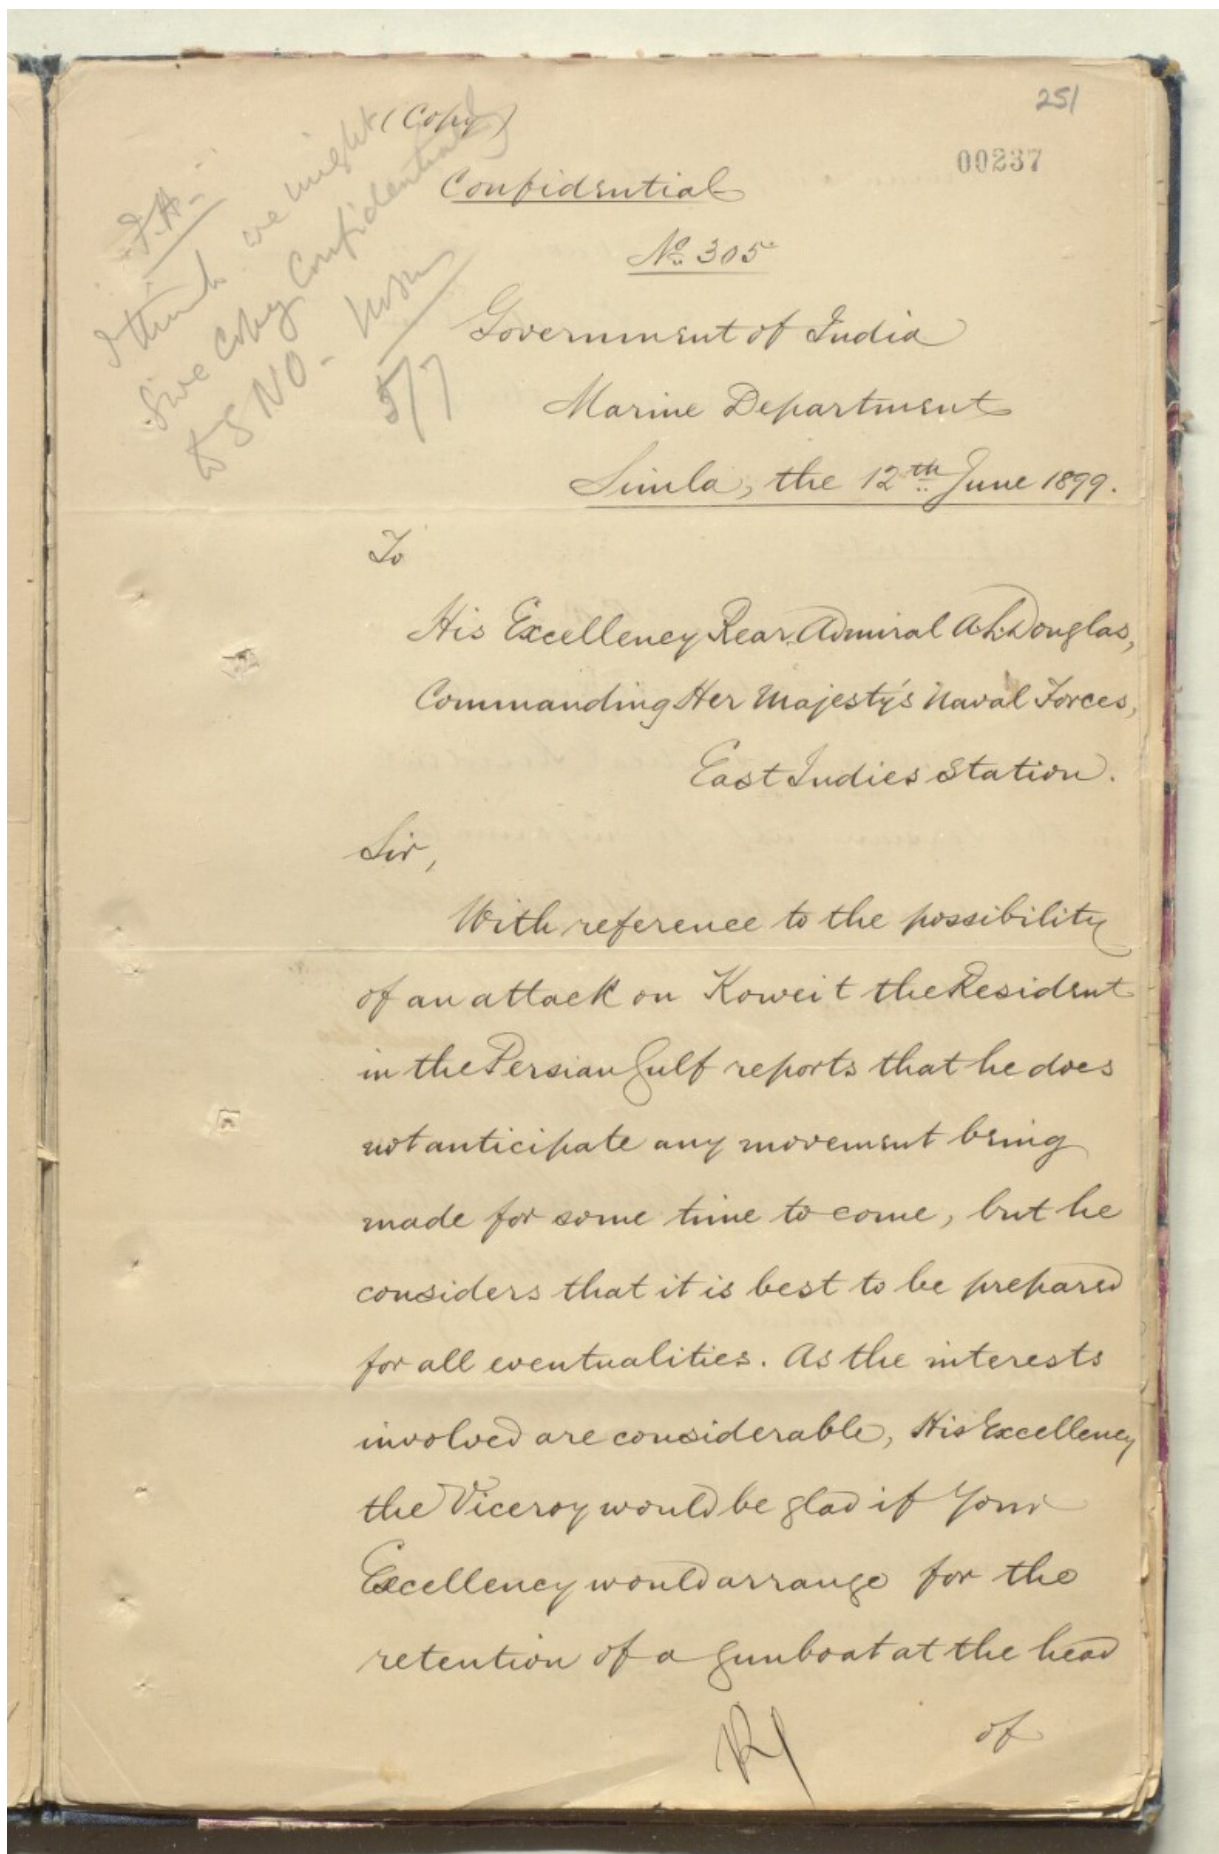 251
00237
(Copy)
Confidential
No. 305
Government of India
Marine Department
Simla, the 12th June 1899.
F.A.
I think we might
give copy Confidentially
to SNO -
5/7
To
His Excellency Rear Admiral A.L. Douglas,
Commanding Her Majesty's Naval Forces,
East Indies Station.
Sir,
With reference to the possibility
of an attack on Koweit the Resident
in the Persian Gulf reports that he does
not anticipate any movement being
made for some time to come, but he
considers that it is best to be prepared
for all eventualities. As the interests
involved are considerable, His Excellency
the Viceroy would be glad if Your
Excellency would arrange for the
retention of a gunboat at the head
of